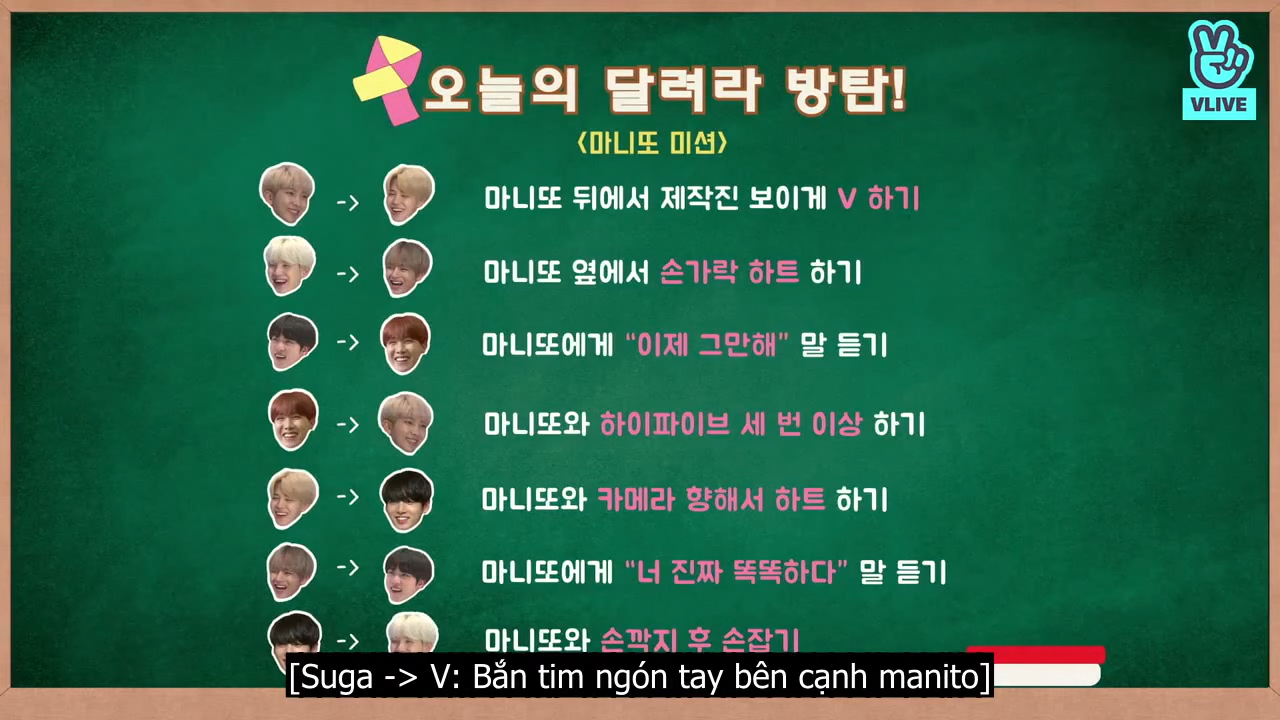 오늘의 달려라 방탄!
VLIVE
<마니또 미션>
-> 마니또 뒤에서 제작진 보이게 V 하기
-> 마니또 옆에서 손가락 하트 하기
-> 마니또에게 “이제 그만해” 말 듣기
-> 마니또와 하이파이브 세 번 이상 하기
-> 마니또와 카메라 향해서 하트 하기
-> 마니또에게 “너 진짜 똑똑하다” 말 듣기
-> 마니또와 손깍지 후 손잡기
[Suga -> V: Bắn tim ngón tay bên cạnh manito]